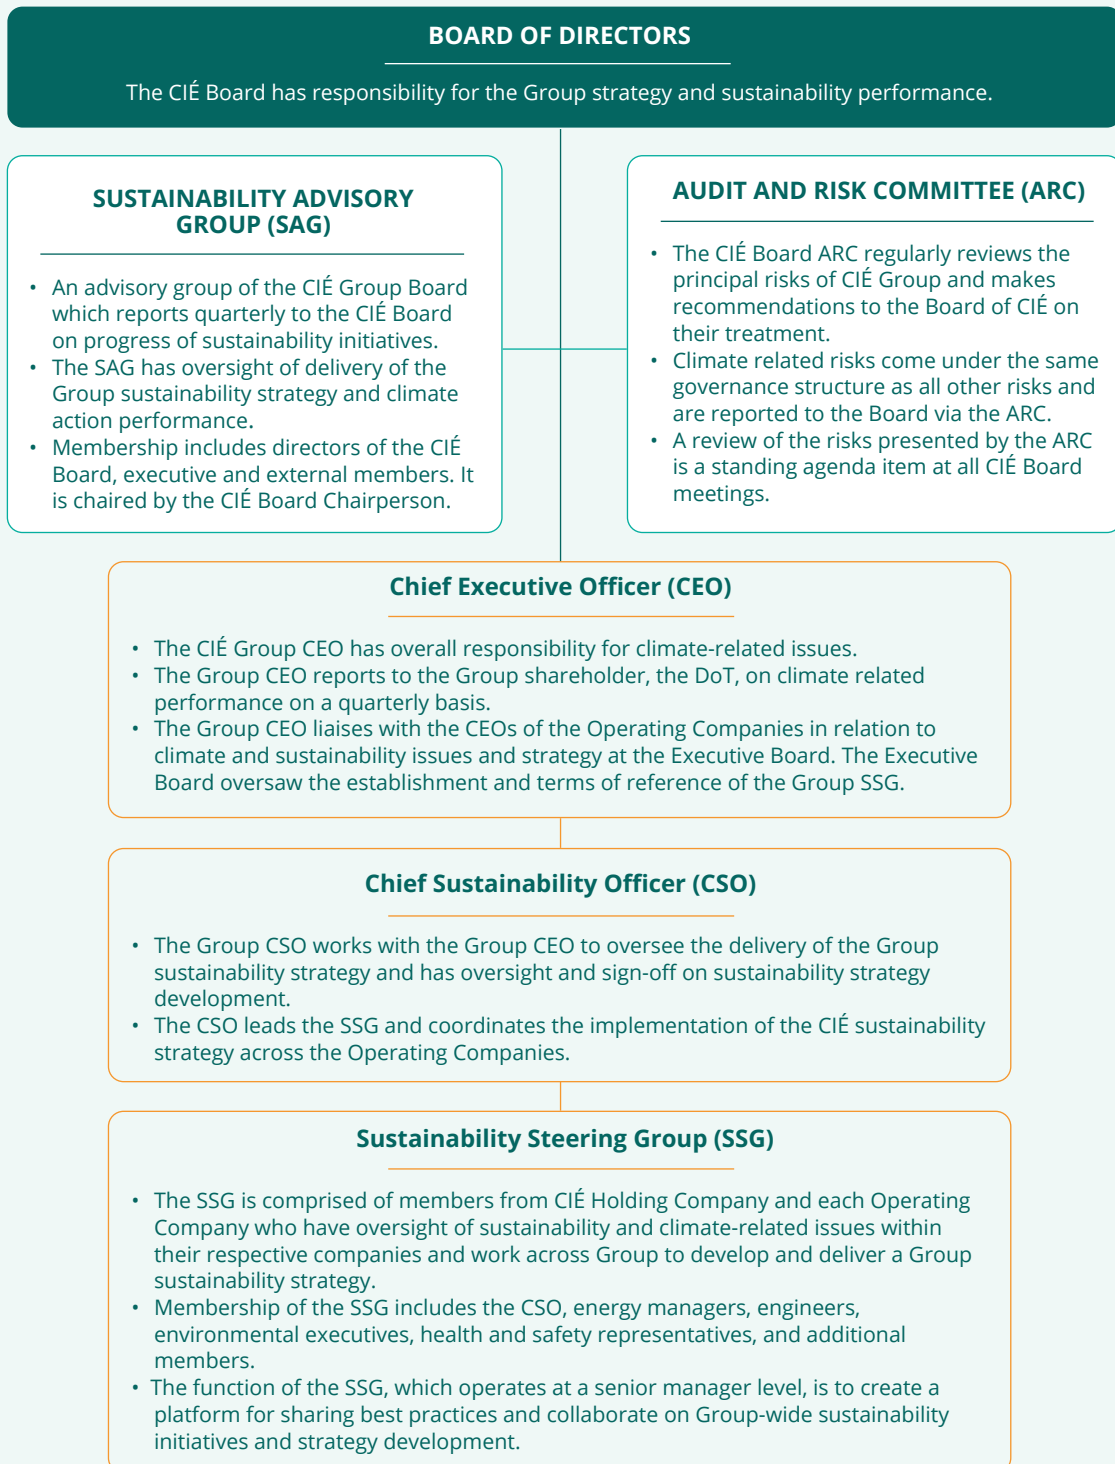 BOARD OF DIRECTORS
The CIÉ Board has responsibility for the Group strategy and sustainability performance.
SUSTAINABILITY ADVISORY
GROUP (SAG)
• An advisory group of the CIÉ Group Board
which reports quarterly to the CIÉ Board
on progress of sustainability initiatives.
• The SAG has oversight of delivery of the
Group sustainability strategy and climate
action performance.
• Membership includes directors of the CIÉ
Board, executive and external members. It
is chaired by the CIÉ Board Chairperson.
AUDIT AND RISK COMMITTEE (ARC)
• The CIÉ Board ARC regularly reviews the
principal risks of CIÉ Group and makes
recommendations to the Board of CIÉ on
their treatment.
• Climate related risks come under the same
governance structure as all other risks and
are reported to the Board via the ARC.
• A review of the risks presented by the ARC
is a standing agenda item at all CIÉ Board
meetings.
Chief Executive Officer (CEO)
• The CIÉ Group CEO has overall responsibility for climate-related issues.
• The Group CEO reports to the Group shareholder, the DoT, on climate related
performance on a quarterly basis.
• The Group CEO liaises with the CEOs of the Operating Companies in relation to
climate and sustainability issues and strategy at the Executive Board. The Executive
Board oversaw the establishment and terms of reference of the Group SSG.
Chief Sustainability Officer (CSO)
• The Group CSO works with the Group CEO to oversee the delivery of the Group
sustainability strategy and has oversight and sign-off on sustainability strategy
development.
• The CSO leads the SSG and coordinates the implementation of the CIÉ sustainability
strategy across the Operating Companies.
Sustainability Steering Group (SSG)
• The SSG is comprised of members from CIÉ Holding Company and each Operating
Company who have oversight of sustainability and climate-related issues within
their respective companies and work across Group to develop and deliver a Group
sustainability strategy.
• Membership of the SSG includes the CSO, energy managers, engineers,
environmental executives, health and safety representatives, and additional
members.
• The function of the SSG, which operates at a senior manager level, is to create a
platform for sharing best practices and collaborate on Group-wide sustainability
initiatives and strategy development.